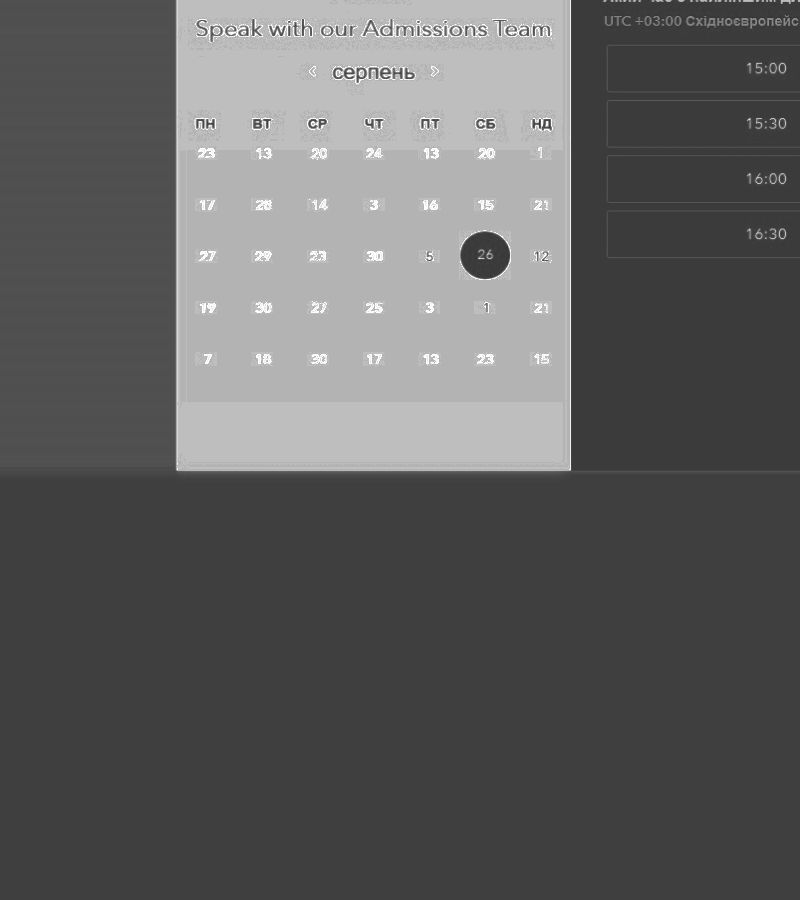 Speak with our Admissions Team
‹ серпень ›
ПН ВТ СР ЧТ ПТ СБ НД
23 13 20 24 13 20 1
17 28 14 3 16 15 21
27 29 23 30 5 26 12
19 30 27 25 3 1 21
7 18 30 17 13 23 15
UTC +03:00 Східноєвропейс
15:00
15:30
16:00
16:30